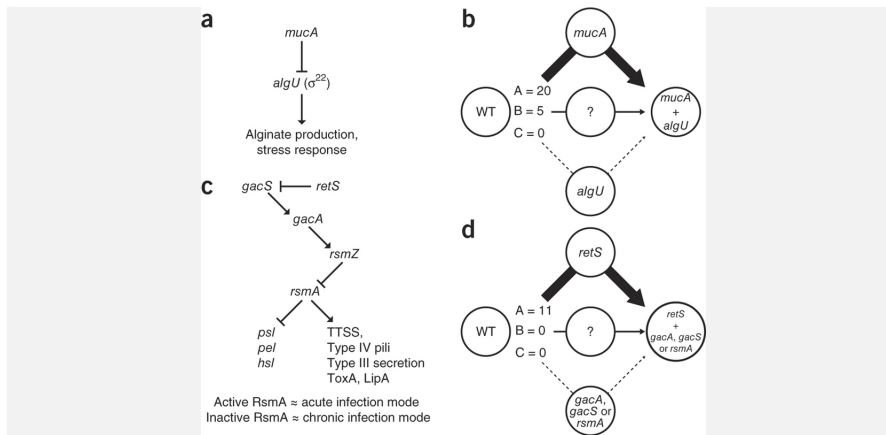 a
mucA
algU (σ22)
Alginate production,
stress response
b
mucA
WT
A = 20
B = 5
C = 0
?
mucA
+
algU
algU
c
gacS
retS
gacA
rsmZ
rsmA
psl
pel
hsl
TTSS,
Type IV pili
Type III secretion
ToxA, LipA
Active RsmA ≈ acute infection mode
Inactive RsmA ≈ chronic infection mode
d
retS
WT
A = 11
B = 0
C = 0
?
retS
+
gacA, gacS
or rsmA
gacA,
gacS or
rsmA